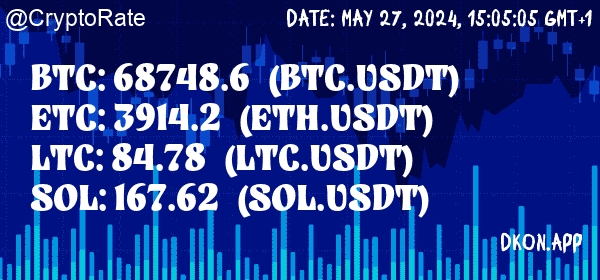 @CryptoRate
DATE: MAY 27, 2024, 15:05:05 GMT+1
BTC: 68748.6 (BTC.USDT)
ETC: 3914.2 (ETH.USDT)
LTC: 84.78 (LTC.USDT)
SOL: 167.62 (SOL.USDT)
DKON.APP